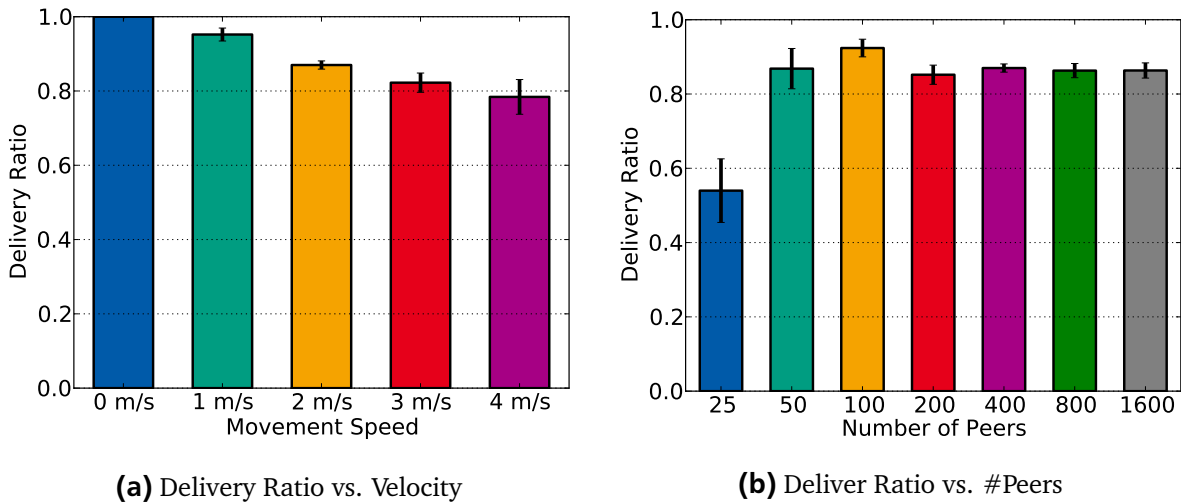 1.0
0.8
0.6
0.4
0.2
0.0
Delivery Ratio
0 m/s 1 m/s 2 m/s 3 m/s 4 m/s
Movement Speed
(a) Delivery Ratio vs. Velocity
1.0
0.8
0.6
0.4
0.2
0.0
Delivery Ratio
25 50 100 200 400 800 1600
Number of Peers
(b) Deliver Ratio vs. #Peers